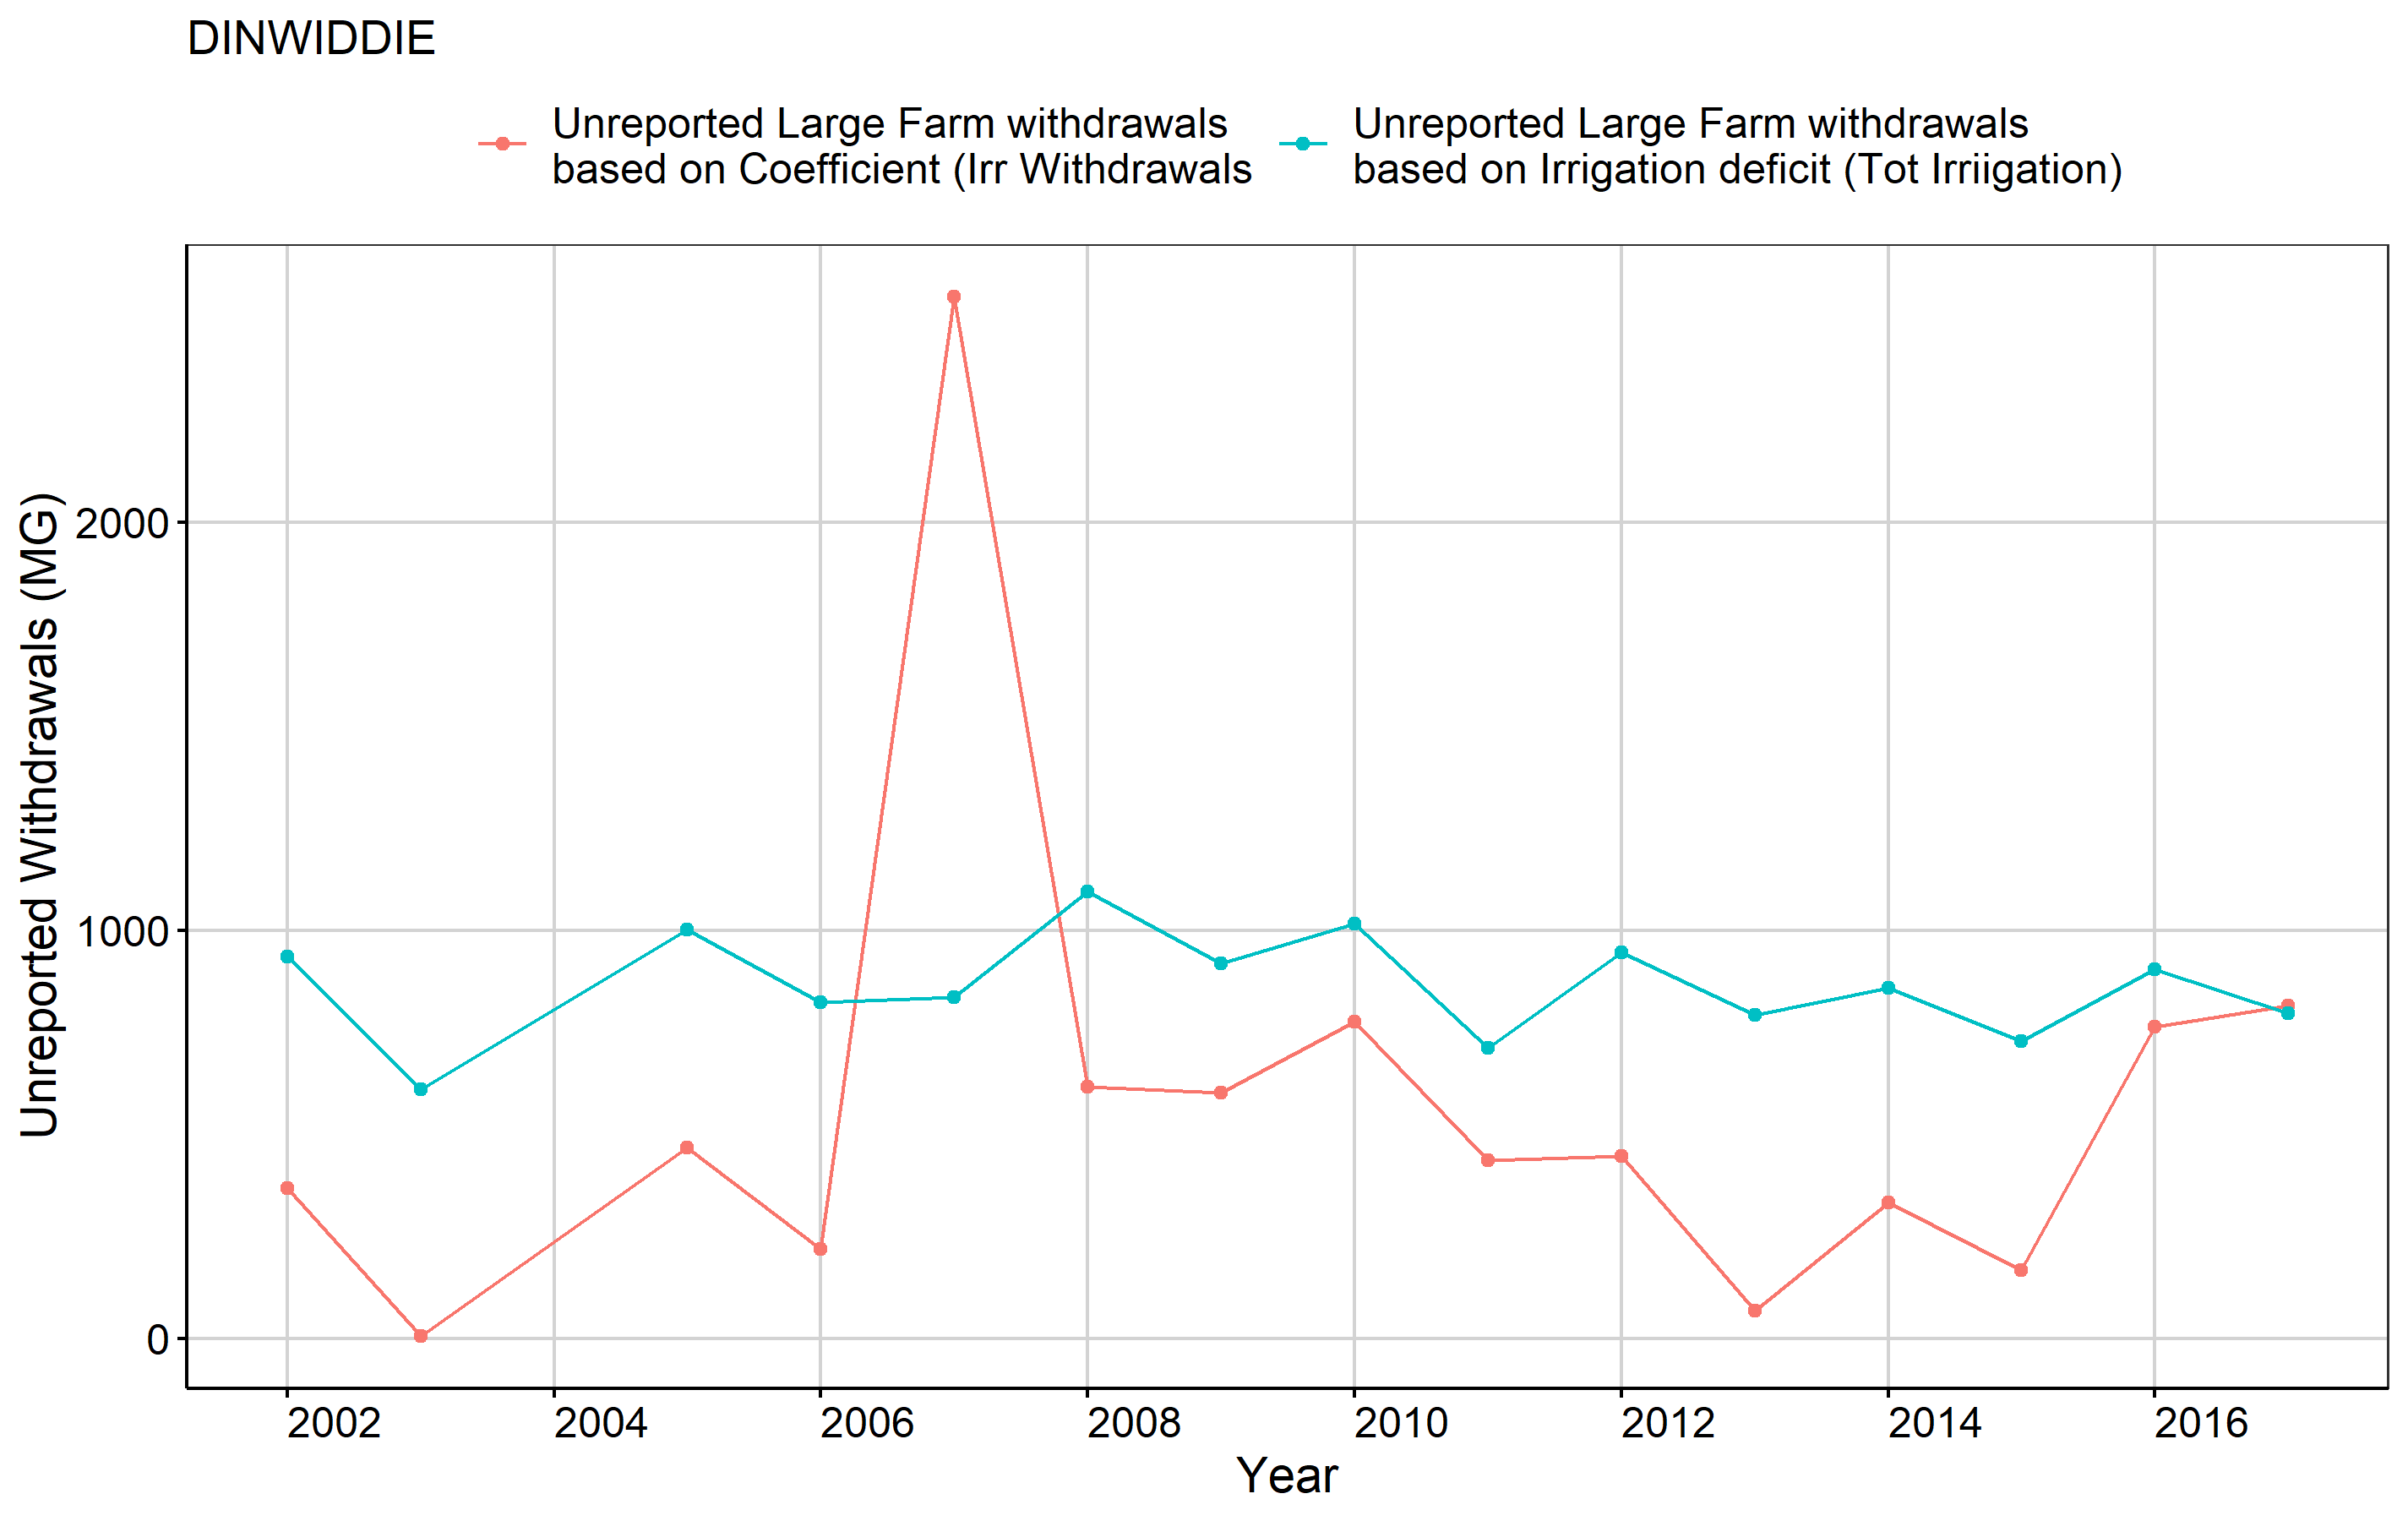 DINWIDDIE
Unreported Large Farm withdrawals
based on Coefficient (Irr Withdrawals
Unreported Large Farm withdrawals
based on Irrigation deficit (Tot Irriigation)
Unreported Withdrawals (MG)
2000
1000
0
2002 2004 2006 2008 2010 2012 2014 2016
Year